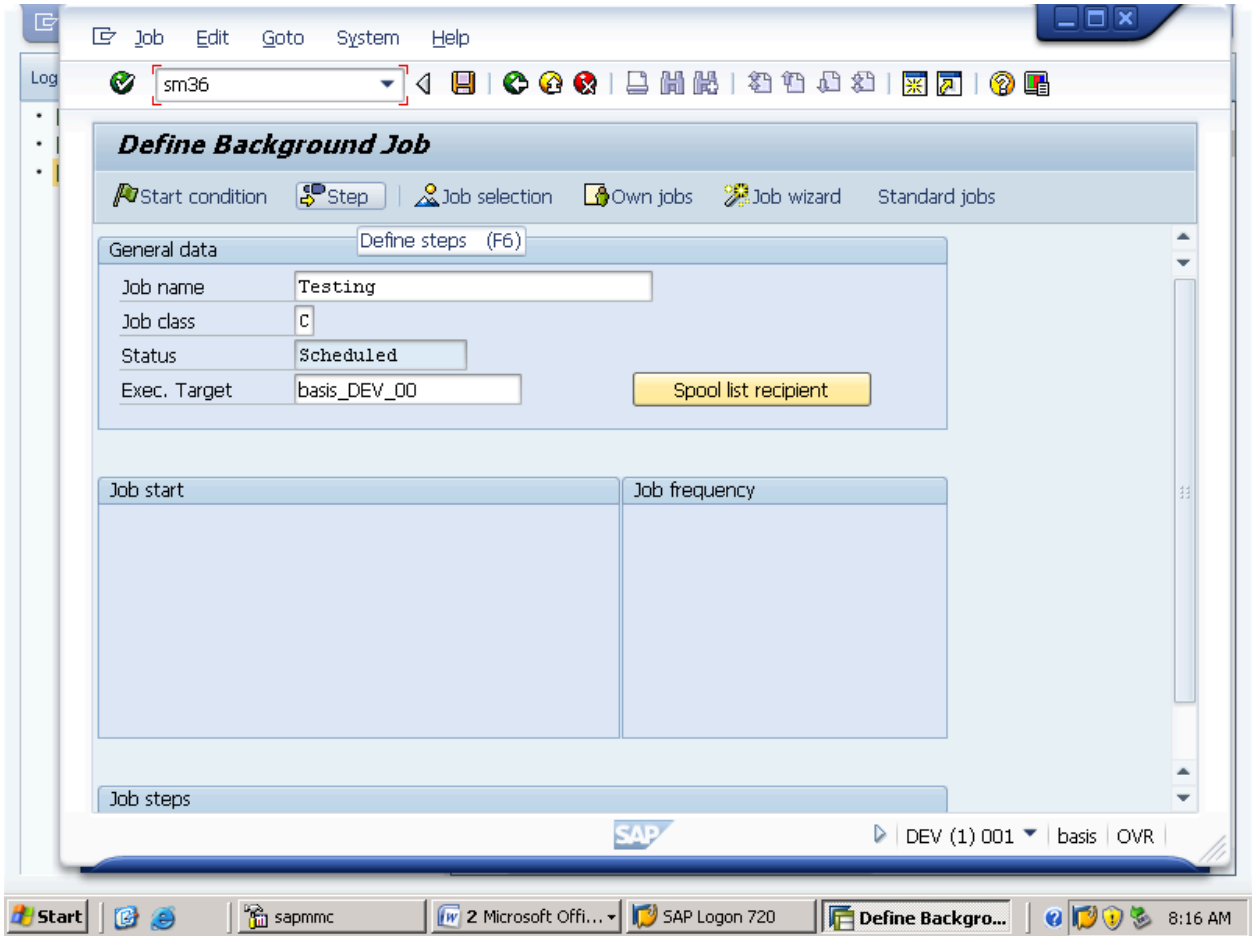 Job Edit Goto System Help
Log
sm36
Define Background Job
Start condition Step Job selection Own jobs Job wizard Standard jobs
Define steps (F6)
General data
Job name Testing
Job class C
Status Scheduled
Exec. Target basis_DEV_00 Spool list recipient
Job start Job frequency
Job steps
SAP DEV (1) 001 basis OVR
Start sapmmc 2 Microsoft Offi... SAP Logon 720 Define Backgro... 8:16 AM